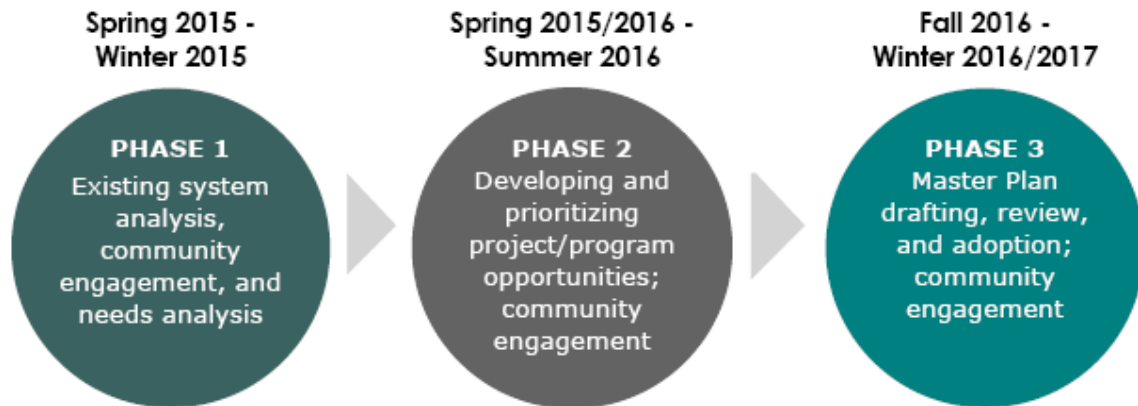 Spring 2015 -
Winter 2015
PHASE 1
Existing system
analysis,
community
engagement, and
needs analysis
Spring 2015/2016 -
Summer 2016
PHASE 2
Developing and
prioritizing
project/program
opportunities;
community
engagement
Fall 2016 -
Winter 2016/2017
PHASE 3
Master Plan
drafting, review,
and adoption;
community
engagement